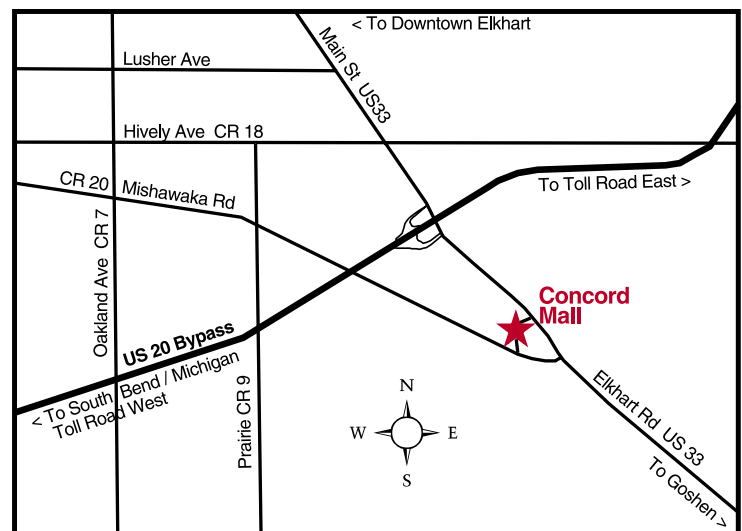 < To Downtown Elkhart
Main St US33
Lusher Ave
Hively Ave CR 18
CR 20 Mishawaka Rd
To Toll Road East >
Oakland Ave CR 7
Concord
Mall
US 20 Bypass
< To South Bend / Michigan
Toll Road West
Prairie CR 9
Elkhart Rd US 33
To Goshen >
N
W
E
S